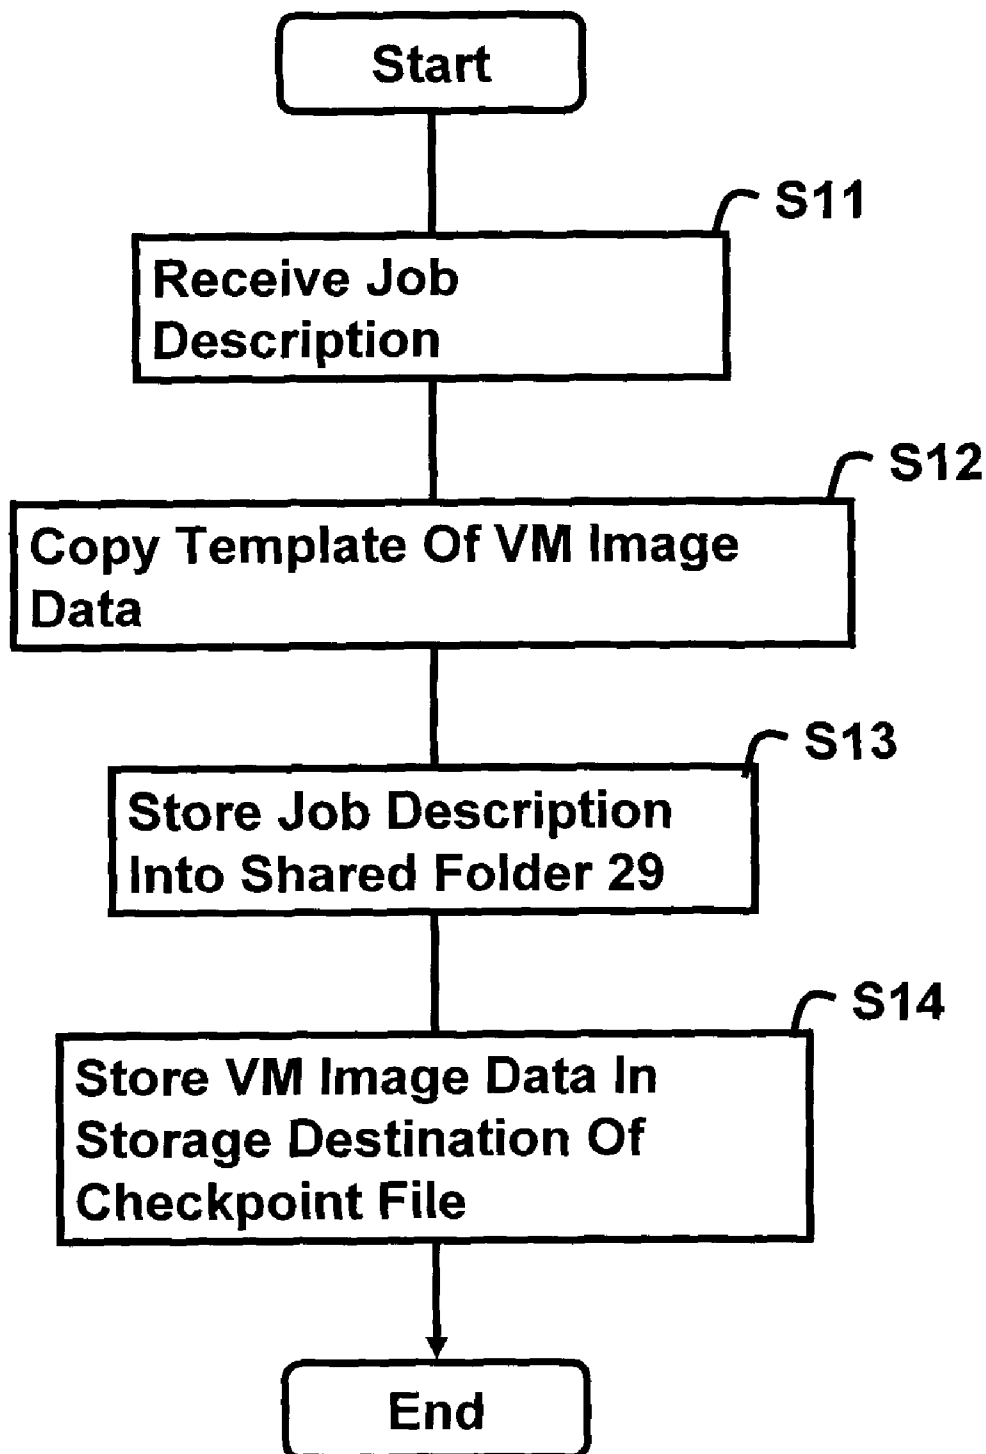 Start
S11
Receive Job
Description
S12
Copy Template Of VM Image
Data
S13
Store Job Description
Into Shared Folder 29
S14
Store VM Image Data In
Storage Destination Of
Checkpoint File
End